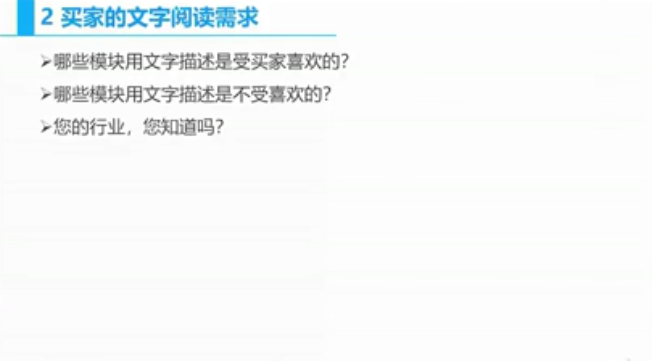 2 买家的文字阅读需求
➢哪些模块用文字描述是受买家喜欢的？
➢哪些模块用文字描述是不受喜欢的？
➢您的行业，您知道吗？